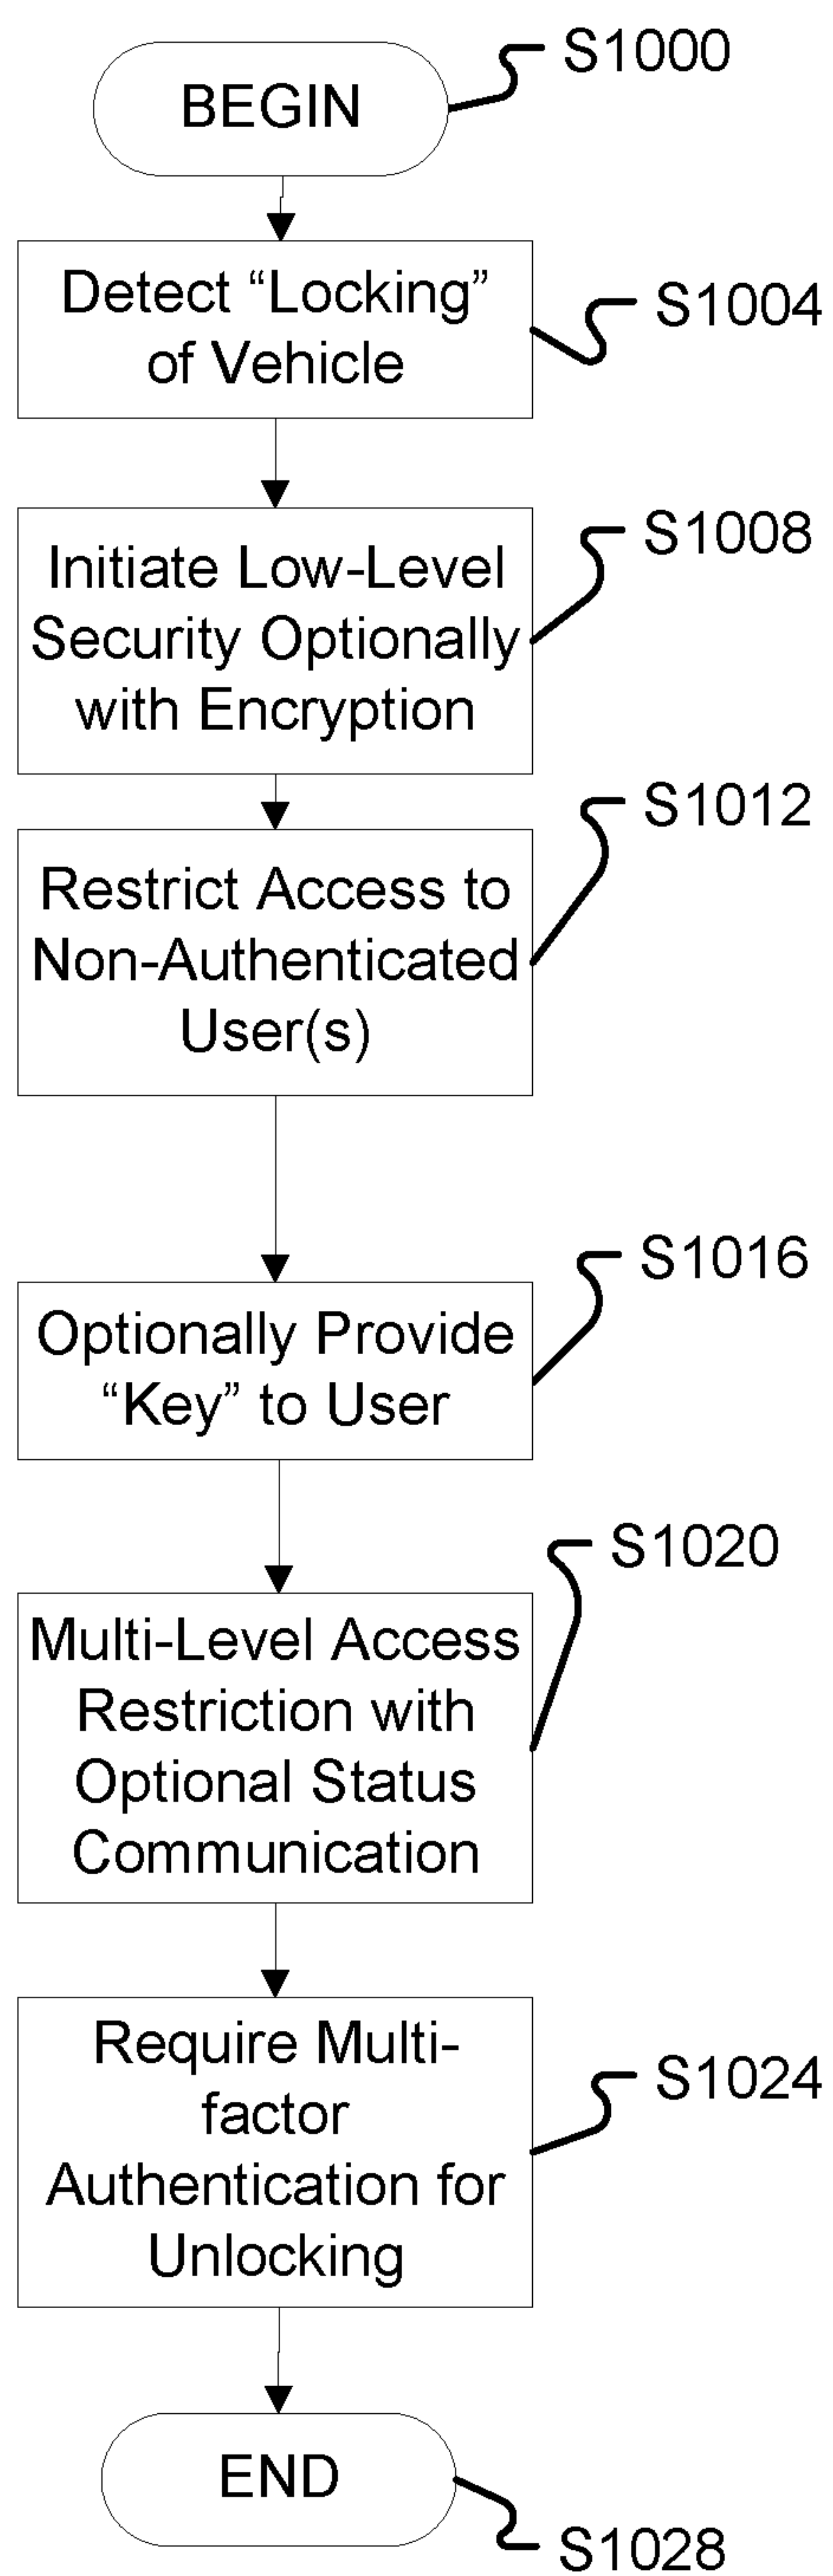 BEGIN
S1000
Detect “Locking”
of Vehicle
S1004
Initiate Low-Level
Security Optionally
with Encryption
S1008
Restrict Access to
Non-Authenticated
User(s)
S1012
Optionally Provide
“Key” to User
S1016
Multi-Level Access
Restriction with
Optional Status
Communication
S1020
Require Multi-
factor
Authentication for
Unlocking
S1024
END
S1028